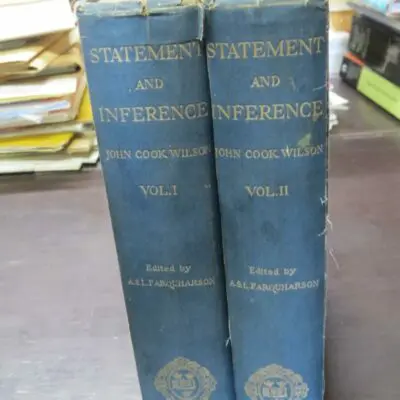 STATEMENT
AND
INFERENCE
JOHN COOK WILSON
VOL. I
Edited by
A.S.L. FARQUHARSON
STATEMENT
AND
INFERENCE
JOHN COOK WILSON
VOL. II
Edited by
A.S.L. FARQUHARSON